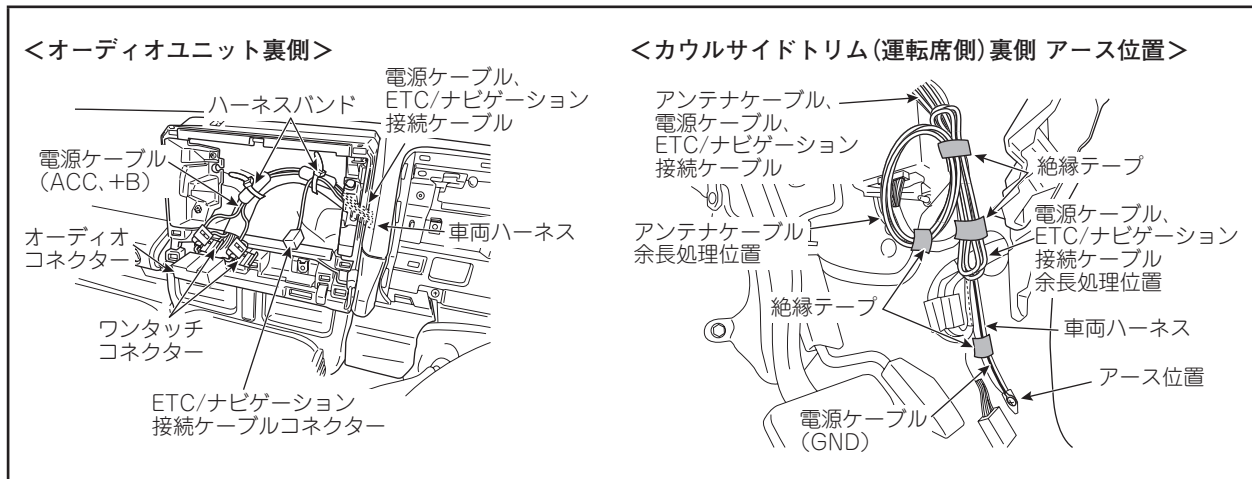 ＜オーディオユニット裏側＞
ハーネスバンド
電源ケーブル、
ETC/ナビゲーション
接続ケーブル
電源ケーブル
(ACC、+B)
オーディオ
コネクター
車両ハーネス
ワンタッチ
コネクター
ETC/ナビゲーション
接続ケーブルコネクター
＜カウルサイドトリム(運転席側)裏側 アース位置＞
アンテナケーブル、
電源ケーブル、
ETC/ナビゲーション
接続ケーブル
絶縁テープ
アンテナケーブル
余長処理位置
電源ケーブル、
ETC/ナビゲーション
接続ケーブル
余長処理位置
絶縁テープ
車両ハーネス
アース位置
電源ケーブル
(GND)